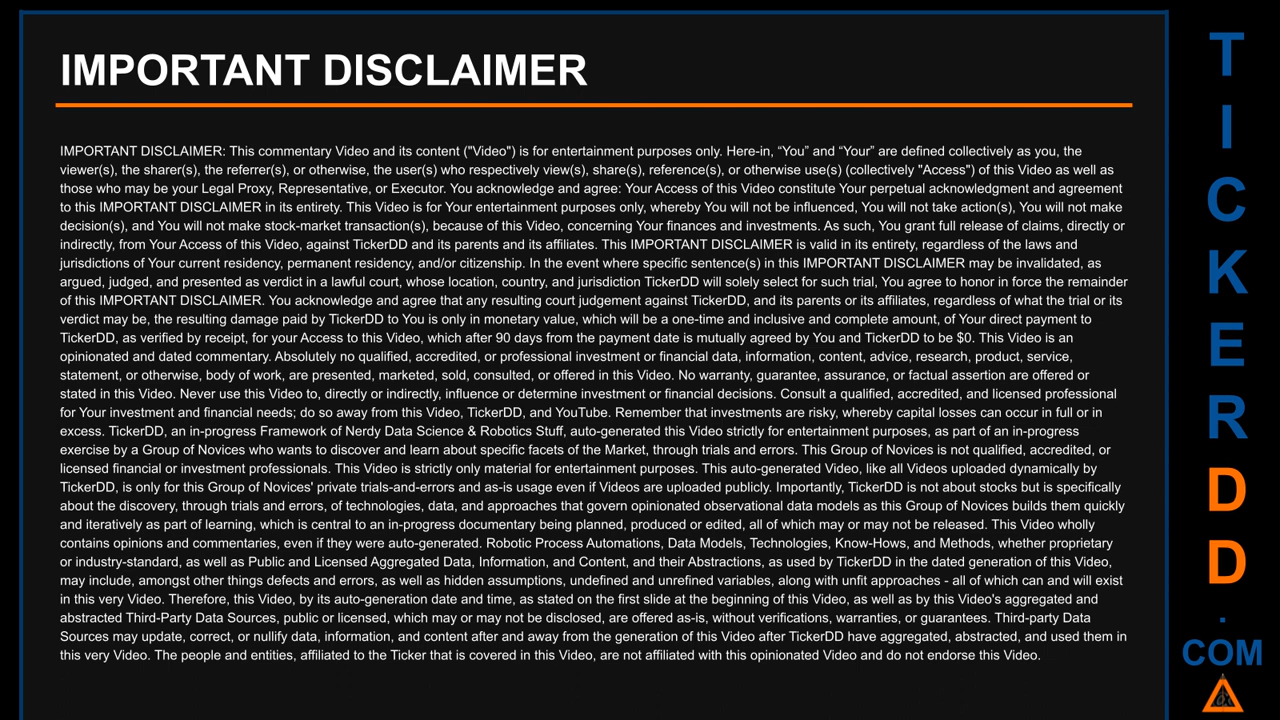 IMPORTANT DISCLAIMER
IMPORTANT DISCLAIMER: This commentary Video and its content ("Video") is for entertainment purposes only. Here-in, “You” and “Your” are defined collectively as you, the
viewer(s), the sharer(s), the referrer(s), or otherwise, the user(s) who respectively view(s), share(s), reference(s), or otherwise use(s) (collectively "Access") of this Video as well as
those who may be your Legal Proxy, Representative, or Executor. You acknowledge and agree: Your Access of this Video constitute Your perpetual acknowledgment and agreement
to this IMPORTANT DISCLAIMER in its entirety. This Video is for Your entertainment purposes only, whereby You will not be influenced, You will not take action(s), You will not make
decision(s), and You will not make stock-market transaction(s), because of this Video, concerning Your finances and investments. As such, You grant full release of claims, directly or
indirectly, from Your Access of this Video, against TickerDD and its parents and its affiliates. This IMPORTANT DISCLAIMER is valid in its entirety, regardless of the laws and
jurisdictions of Your current residency, permanent residency, and/or citizenship. In the event where specific sentence(s) in this IMPORTANT DISCLAIMER may be invalidated, as
argued, judged, and presented as verdict in a lawful court, whose location, country, and jurisdiction TickerDD will solely select for such trial, You agree to honor in force the remainder
of this IMPORTANT DISCLAIMER. You acknowledge and agree that any resulting court judgement against TickerDD, and its parents or its affiliates, regardless of what the trial or its
verdict may be, the resulting damage paid by TickerDD to You is only in monetary value, which will be a one-time and inclusive and complete amount, of Your direct payment to
TickerDD, as verified by receipt, for your Access to this Video, which after 90 days from the payment date is mutually agreed by You and TickerDD to be $0. This Video is an
opinionated and dated commentary. Absolutely no qualified, accredited, or professional investment or financial data, information, content, advice, research, product, service,
statement, or otherwise, body of work, are presented, marketed, sold, consulted, or offered in this Video. No warranty, guarantee, assurance, or factual assertion are offered or
stated in this Video. Never use this Video to, directly or indirectly, influence or determine investment or financial decisions. Consult a qualified, accredited, and licensed professional
for Your investment and financial needs; do so away from this Video, TickerDD, and YouTube. Remember that investments are risky, whereby capital losses can occur in full or in
excess. TickerDD, an in-progress Framework of Nerdy Data Science & Robotics Stuff, auto-generated this Video strictly for entertainment purposes, as part of an in-progress
exercise by a Group of Novices who wants to discover and learn about specific facets of the Market, through trials and errors. This Group of Novices is not qualified, accredited, or
licensed financial or investment professionals. This Video is strictly only material for entertainment purposes. This auto-generated Video, like all Videos uploaded dynamically by
TickerDD, is only for this Group of Novices' private trials-and-errors and as-is usage even if Videos are uploaded publicly. Importantly, TickerDD is not about stocks but is specifically
about the discovery, through trials and errors, of technologies, data, and approaches that govern opinionated observational data models as this Group of Novices builds them quickly
and iteratively as part of learning, which is central to an in-progress documentary being planned, produced or edited, all of which may or may not be released. This Video wholly
contains opinions and commentaries, even if they were auto-generated. Robotic Process Automations, Data Models, Technologies, Know-Hows, and Methods, whether proprietary
or industry-standard, as well as Public and Licensed Aggregated Data, Information, and Content, and their Abstractions, as used by TickerDD in the dated generation of this Video,
may include, amongst other things defects and errors, as well as hidden assumptions, undefined and unrefined variables, along with unfit approaches - all of which can and will exist
in this very Video. Therefore, this Video, by its auto-generation date and time, as stated on the first slide at the beginning of this Video, as well as by this Video's aggregated and
abstracted Third-Party Data Sources, public or licensed, which may or may not be disclosed, are offered as-is, without verifications, warranties, or guarantees. Third-party Data
Sources may update, correct, or nullify data, information, and content after and away from the generation of this Video after TickerDD have aggregated, abstracted, and used them in
this very Video. The people and entities, affiliated to the Ticker that is covered in this Video, are not affiliated with this opinionated Video and do not endorse this Video.
T
I
C
K
E
R
D
D
.
COM